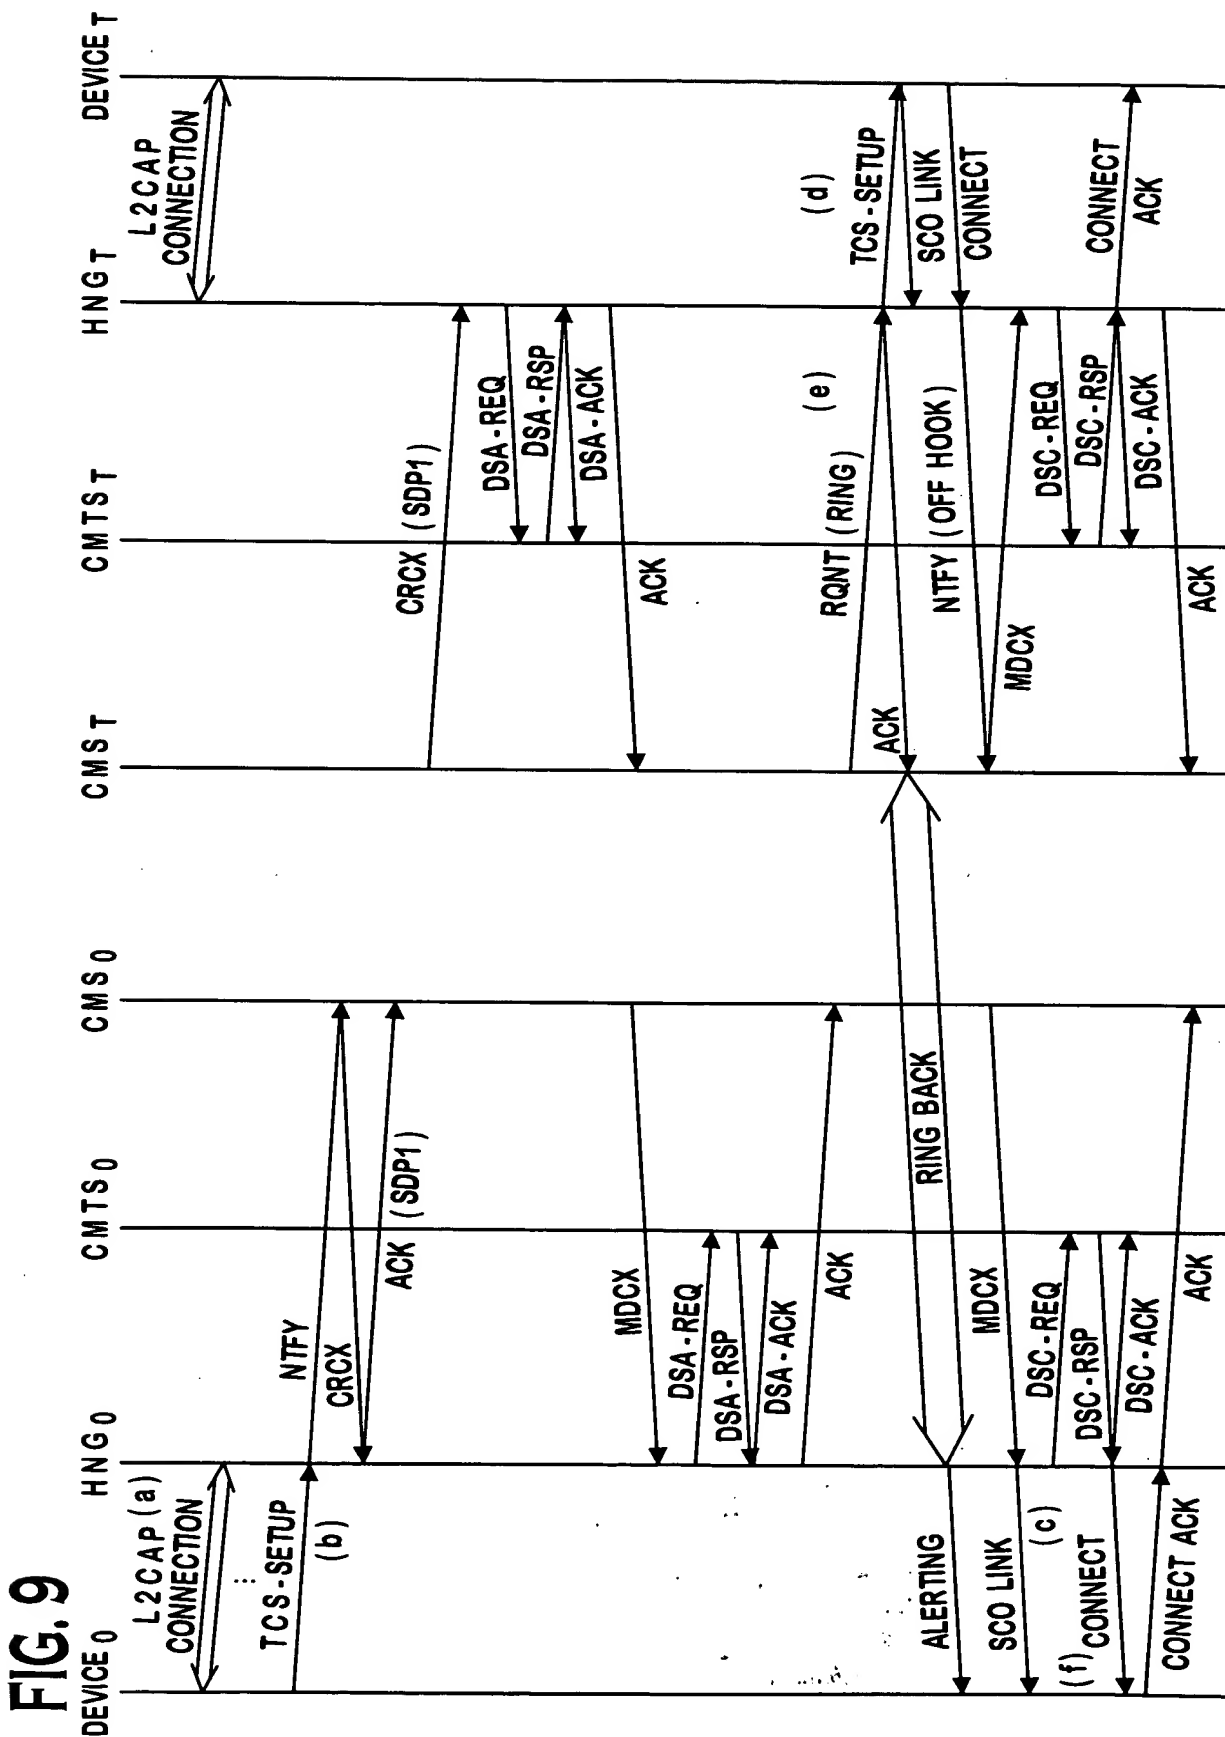 FIG. 9
DEVICE O
HNG O
CMTS O
CMS O
CMS T
CMTS T
HNG T
DEVICE T
L2CAP (a)
CONNECTION
L2CAP
CONNECTION
TCS-SETUP
(b)
NTFY
CRCX
ACK (SDP1)
CRCX (SDP1)
DSA-REQ
DSA-RSP
DSA-ACK
ACK
MDCX
DSA-REQ
DSA-RSP
DSA-ACK
ACK
RQNT (RING)
(e)
(d)
TCS-SETUP
ACK
SCO LINK
RING BACK
ALERTING
CONNECT
NTFY (OFF HOOK)
MDCX
MDCX
SCO LINK
(c)
DSC-REQ
DSC-RSP
DSC-ACK
DSC-REQ
DSC-RSP
DSC-ACK
(f)
CONNECT
CONNECT
ACK
CONNECT ACK
ACK
ACK